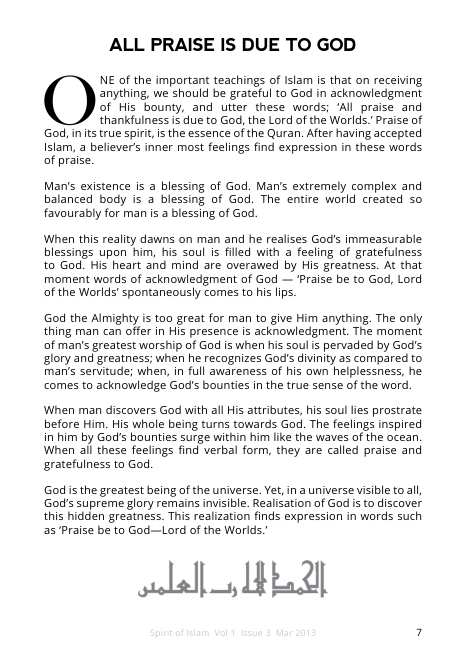 ALL PRAISE IS DUE TO GOD
ONE of the important teachings of Islam is that on receiving
anything, we should be grateful to God in acknowledgment
of His bounty, and utter these words; ‘All praise and
thankfulness is due to God, the Lord of the Worlds.’ Praise of
God, in its true spirit, is the essence of the Quran. After having accepted
Islam, a believer’s inner most feelings find expression in these words
of praise.
Man’s existence is a blessing of God. Man’s extremely complex and
balanced body is a blessing of God. The entire world created so
favourably for man is a blessing of God.
When this reality dawns on man and he realises God’s immeasurable
blessings upon him, his soul is filled with a feeling of gratefulness
to God. His heart and mind are overawed by His greatness. At that
moment words of acknowledgment of God — ‘Praise be to God, Lord
of the Worlds’ spontaneously comes to his lips.
God the Almighty is too great for man to give Him anything. The only
thing man can offer in His presence is acknowledgment. The moment
of man’s greatest worship of God is when his soul is pervaded by God’s
glory and greatness; when he recognizes God’s divinity as compared to
man’s servitude; when, in full awareness of his own helplessness, he
comes to acknowledge God’s bounties in the true sense of the word.
When man discovers God with all His attributes, his soul lies prostrate
before Him. His whole being turns towards God. The feelings inspired
in him by God’s bounties surge within him like the waves of the ocean.
When all these feelings find verbal form, they are called praise and
gratefulness to God.
God is the greatest being of the universe. Yet, in a universe visible to all,
God’s supreme glory remains invisible. Realisation of God is to discover
this hidden greatness. This realization finds expression in words such
as ‘Praise be to God—Lord of the Worlds.’
الحمد لله رب العلمين
Spirit of Islam Vol 1 Issue 3 Mar 2013 7